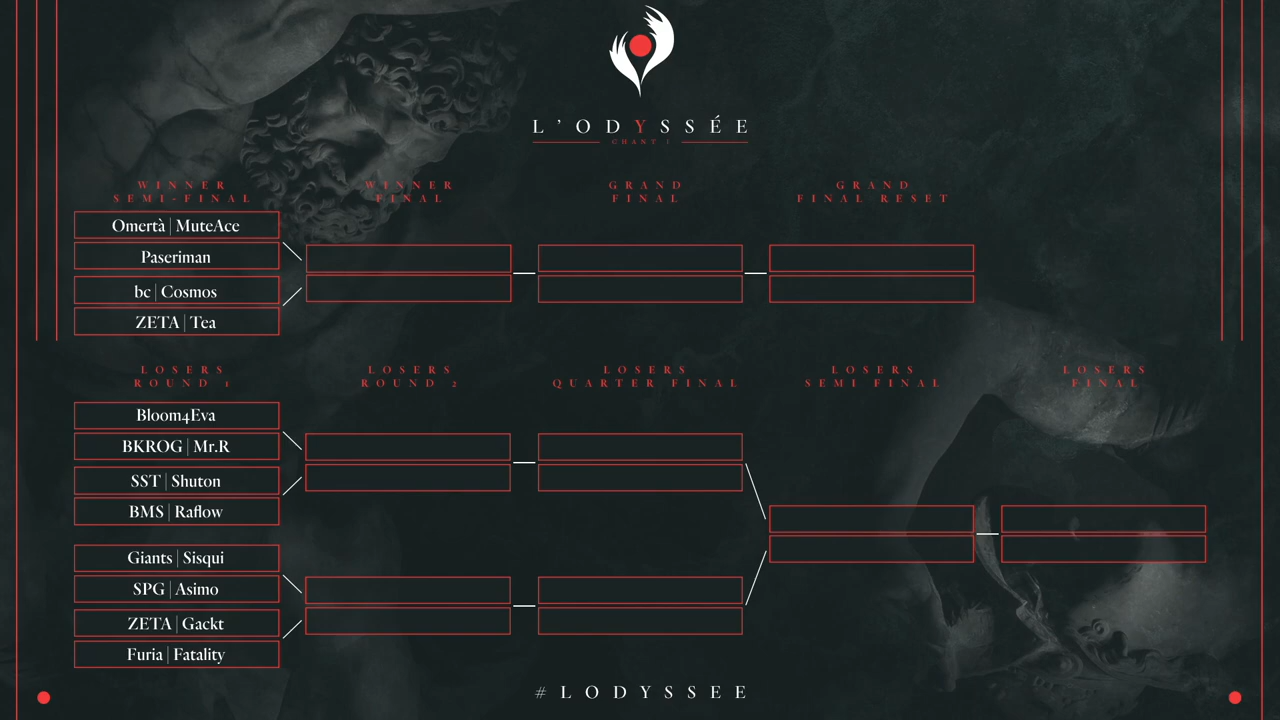 L'ODYSSÉE
CHANT I
WINNER
SEMI-FINAL
WINNER
FINAL
GRAND
FINAL
GRAND
FINAL RESET
Omertà | MuteAce
Paseriman
bc | Cosmos
ZETA | Tea
LOSERS
ROUND 1
LOSERS
ROUND 2
LOSERS
QUARTER FINAL
LOSERS
SEMI FINAL
LOSERS
FINAL
Bloom4Eva
BKROG | Mr.R
SST | Shuton
BMS | Raflow
Giants | Sisqui
SPG | Asimo
ZETA | Gackt
Furia | Fatality
#LODYSSEE